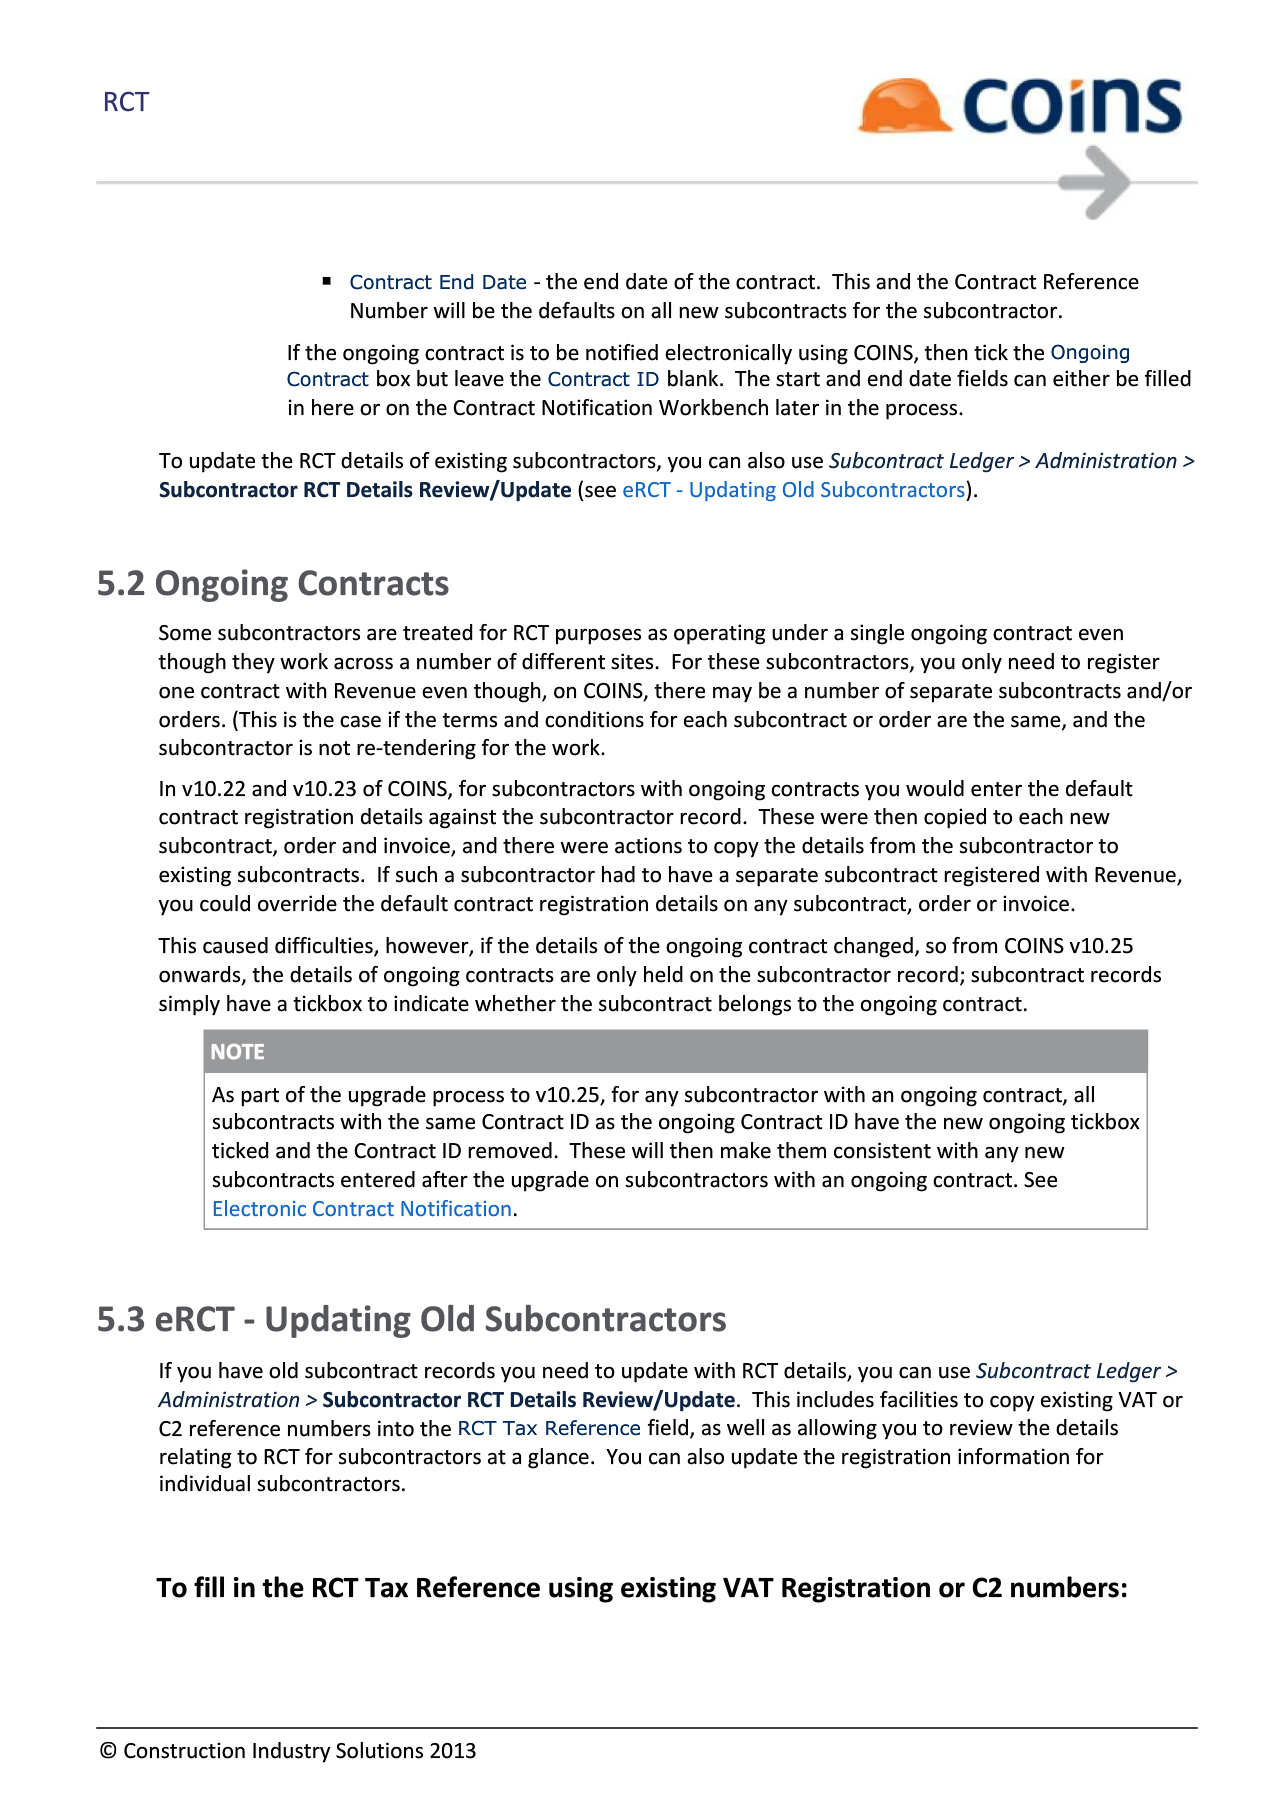 RCT
coins
▪ Contract End Date - the end date of the contract.  This and the Contract Reference
Number will be the defaults on all new subcontracts for the subcontractor.
If the ongoing contract is to be notified electronically using COINS, then tick the Ongoing
Contract box but leave the Contract ID blank.  The start and end date fields can either be filled
in here or on the Contract Notification Workbench later in the process.
To update the RCT details of existing subcontractors, you can also use Subcontract Ledger > Administration >
Subcontractor RCT Details Review/Update (see eRCT - Updating Old Subcontractors).
5.2 Ongoing Contracts
Some subcontractors are treated for RCT purposes as operating under a single ongoing contract even
though they work across a number of different sites.  For these subcontractors, you only need to register
one contract with Revenue even though, on COINS, there may be a number of separate subcontracts and/or
orders. (This is the case if the terms and conditions for each subcontract or order are the same, and the
subcontractor is not re-tendering for the work.
In v10.22 and v10.23 of COINS, for subcontractors with ongoing contracts you would enter the default
contract registration details against the subcontractor record.  These were then copied to each new
subcontract, order and invoice, and there were actions to copy the details from the subcontractor to
existing subcontracts.  If such a subcontractor had to have a separate subcontract registered with Revenue,
you could override the default contract registration details on any subcontract, order or invoice.
This caused difficulties, however, if the details of the ongoing contract changed, so from COINS v10.25
onwards, the details of ongoing contracts are only held on the subcontractor record; subcontract records
simply have a tickbox to indicate whether the subcontract belongs to the ongoing contract.
NOTE
As part of the upgrade process to v10.25, for any subcontractor with an ongoing contract, all
subcontracts with the same Contract ID as the ongoing Contract ID have the new ongoing tickbox
ticked and the Contract ID removed.  These will then make them consistent with any new
subcontracts entered after the upgrade on subcontractors with an ongoing contract. See
Electronic Contract Notification.
5.3 eRCT - Updating Old Subcontractors
If you have old subcontract records you need to update with RCT details, you can use Subcontract Ledger >
Administration > Subcontractor RCT Details Review/Update.  This includes facilities to copy existing VAT or
C2 reference numbers into the RCT Tax Reference field, as well as allowing you to review the details
relating to RCT for subcontractors at a glance.  You can also update the registration information for
individual subcontractors.
To fill in the RCT Tax Reference using existing VAT Registration or C2 numbers:
© Construction Industry Solutions 2013